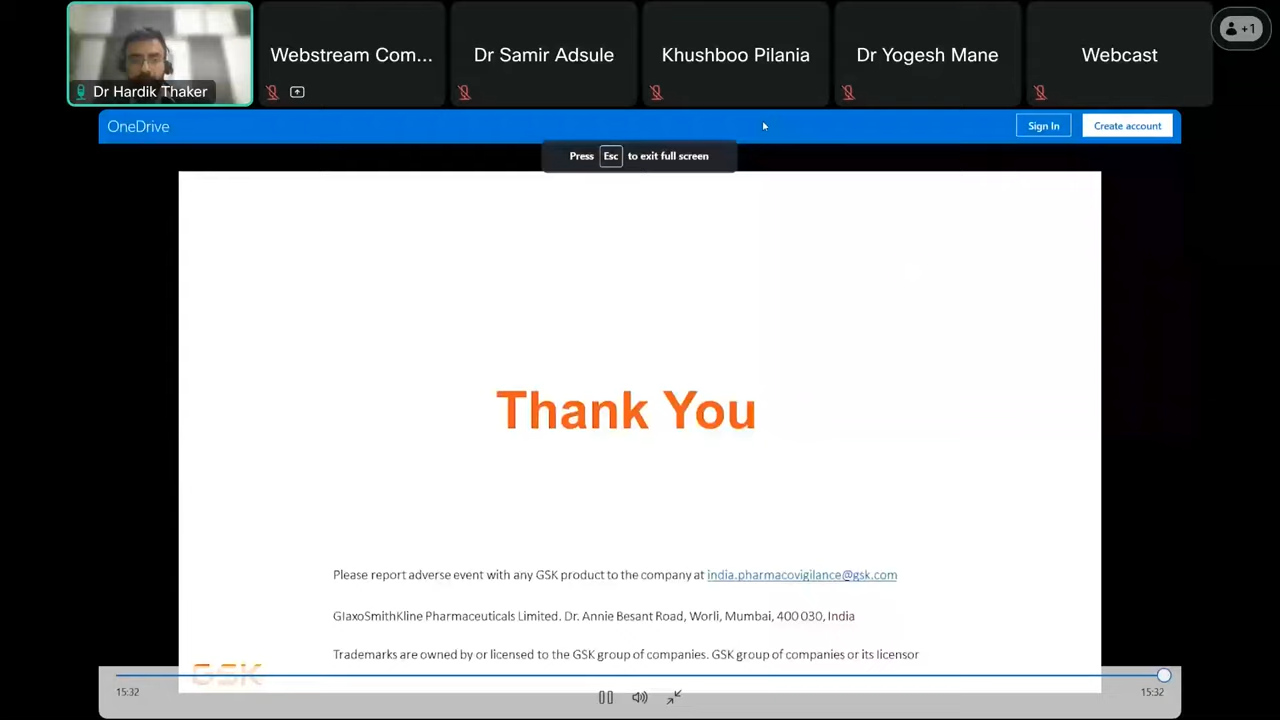 +1
Webstream Com...
Dr Samir Adsule
Khushboo Pilania
Dr Yogesh Mane
Webcast
Dr Hardik Thaker
OneDrive
Sign In
Create account
Press Esc to exit full screen
Thank You
Please report adverse event with any GSK product to the company at india.pharmacovigilance@gsk.com
GlaxoSmithKline Pharmaceuticals Limited. Dr. Annie Besant Road, Worli, Mumbai, 400 030, India
Trademarks are owned by or licensed to the GSK group of companies. GSK group of companies or its licensor
GSK
15:32
15:32